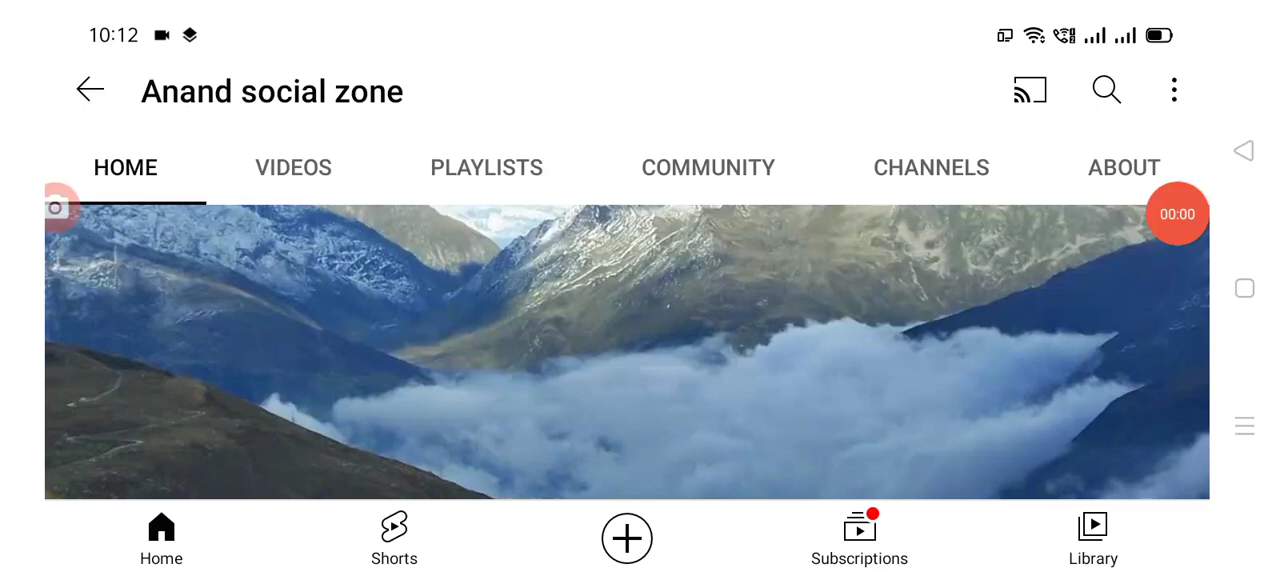 10:12
Anand social zone
HOME VIDEOS PLAYLISTS COMMUNITY CHANNELS ABOUT
00:00
Home Shorts Subscriptions Library